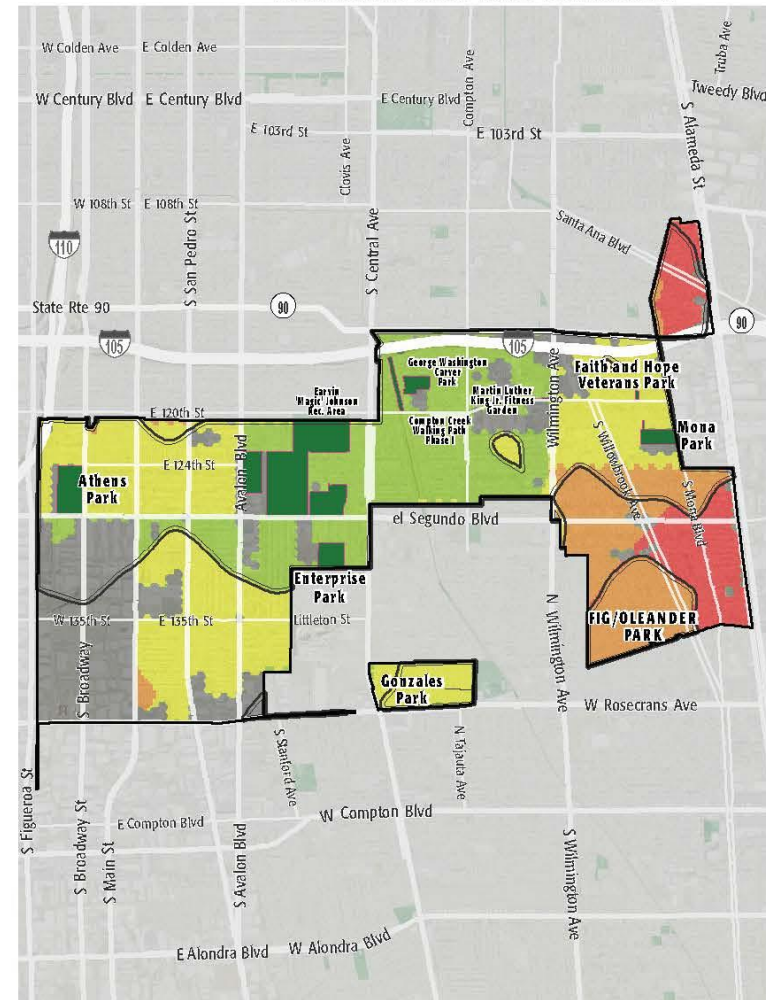 Truba Ave
W Colden Ave
E Colden Ave
Compton Ave
Tweedy Blvd
W Century Blvd
E Century Blvd
E Century Blvd
S Alameda St
E 103rd St
E 103rd St
Clovis Ave
W 108th St
E 108th St
S San Pedro St
S Central Ave
Santa Ana Blvd
110
State Rte 90
90
90
105
105
George Washington
Carver
Park
Faith and Hope
Veterans Park
Wilmington Ave
Earvin
'Magic' Johnson
Rec. Area
Martin Luther
King Jr. Fitness
Garden
E 120th St
Compton Creek
Walking Path
Phase I
Mona
Park
S Willowbrook Ave
Avalon Blvd
E 124th St
Athens
Park
S Mona Blvd
el Segundo Blvd
Enterprise
Park
W 135th St
E 135th St
Littleton St
FIG/OLEANDER
PARK
N Wilmington Ave
S Broadway
Gonzales
Park
W Rosecrans Ave
S Stanford Ave
N Tajauta Ave
S Figueroa St
W Compton Blvd
E Compton Blvd
S Broadway St
S Main St
S Avalon Blvd
S Wilmington Ave
E Alondra Blvd
W Alondra Blvd